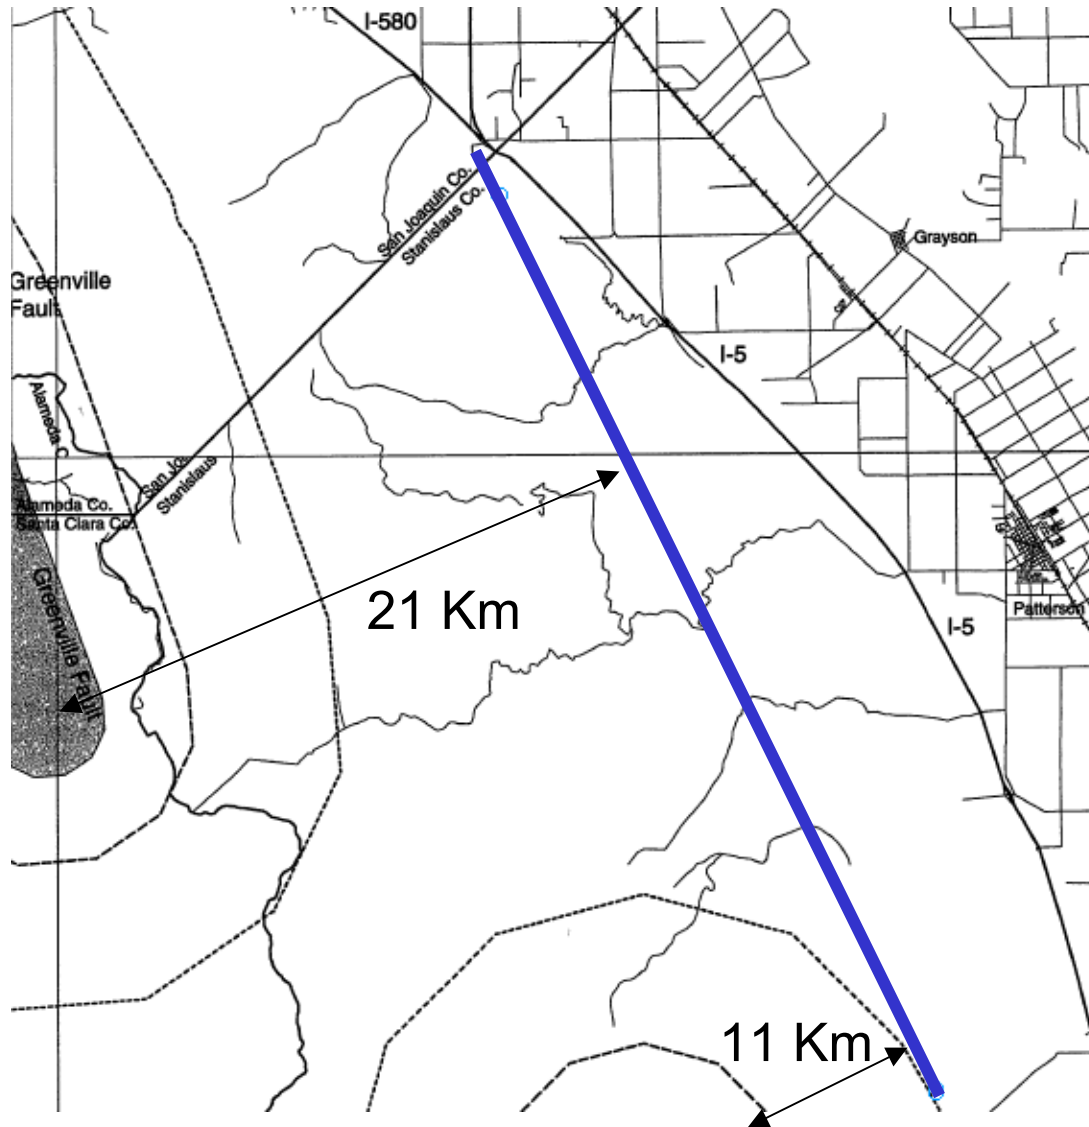 I-580
San Joaquin Co.
Stanislaus Co.
Grayson
Greenville
Fault
I-5
Alameda
San
Stanislaus
Alameda Co.
Santa Clara Co.
Greenville Fault
21 Km
Patterson
I-5
11 Km